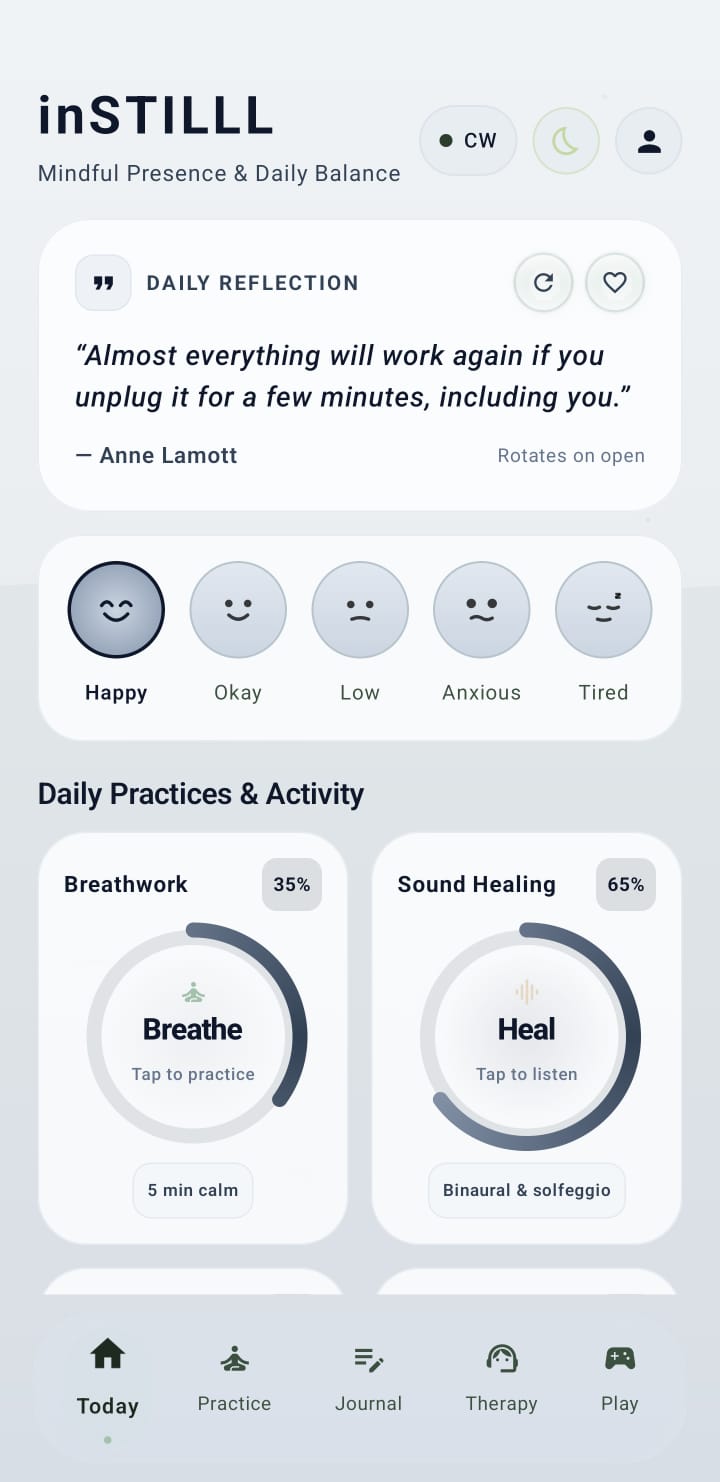 inSTILLL
Mindful Presence & Daily Balance
CW
DAILY REFLECTION
“Almost everything will work again if you
unplug it for a few minutes, including you.”
— Anne Lamott
Rotates on open
Happy
Okay
Low
Anxious
Tired
Daily Practices & Activity
Breathwork
35%
Breathe
Tap to practice
5 min calm
Sound Healing
65%
Heal
Tap to listen
Binaural & solfeggio
Today
Practice
Journal
Therapy
Play